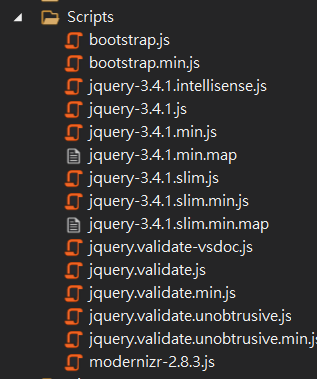 Scripts
bootstrap.js
bootstrap.min.js
jquery-3.4.1.intellisense.js
jquery-3.4.1.js
jquery-3.4.1.min.js
jquery-3.4.1.min.map
jquery-3.4.1.slim.js
jquery-3.4.1.slim.min.js
jquery-3.4.1.slim.min.map
jquery.validate-vsdoc.js
jquery.validate.js
jquery.validate.min.js
jquery.validate.unobtrusive.js
jquery.validate.unobtrusive.min.js
modernizr-2.8.3.js